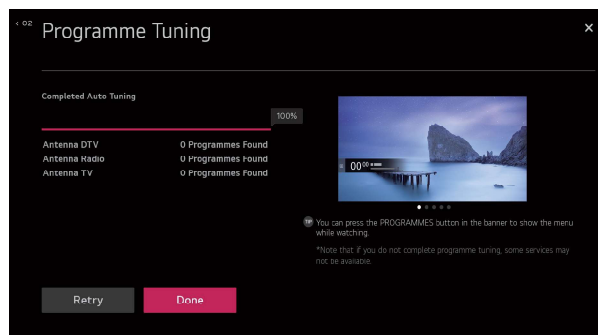 ‹ 02
Programme Tuning
×
Completed Auto Tuning
100%
Antenna DTV 0 Programmes Found
Antenna Radio 0 Programmes Found
Antenna TV 0 Programmes Found
00:00
TIP You can press the PROGRAMMES button in the banner to show the menu
while watching.
*Note that if you do not complete programme tuning, some services may
not be available.
Retry Done